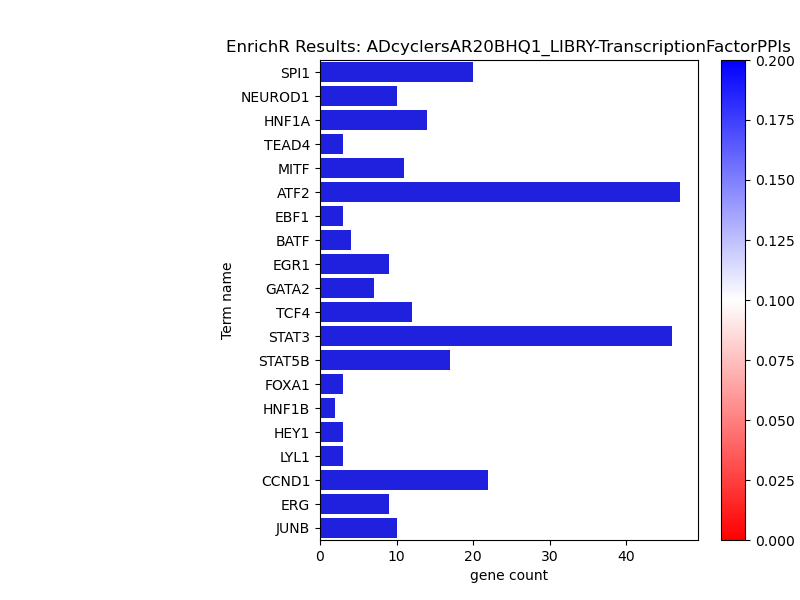 EnrichR Results: ADcyclersAR20BHQ1_LIBRY-TranscriptionFactorPPIs
SPI1
NEUROD1
HNF1A
TEAD4
MITF
ATF2
EBF1
BATF
EGR1
GATA2
TCF4
STAT3
STAT5B
FOXA1
HNF1B
HEY1
LYL1
CCND1
ERG
JUNB
Term name
0 10 20 30 40
gene count
0.200
0.175
0.150
0.125
0.100
0.075
0.050
0.025
0.000